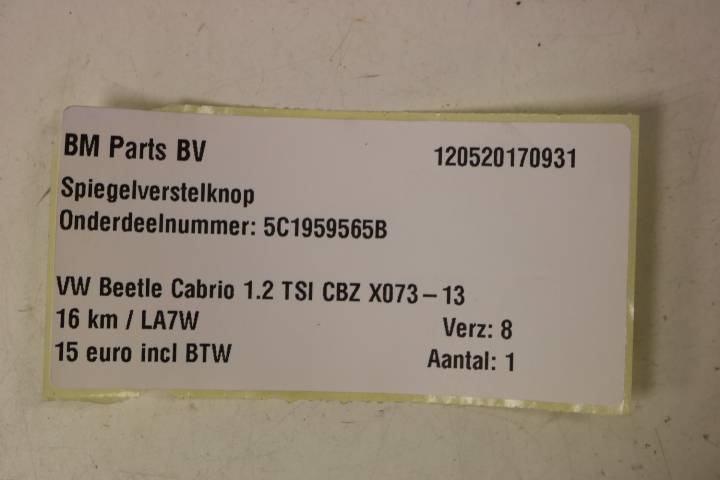 BM Parts BV 120520170931
Spiegelverstelknop
Onderdeelnummer: 5C1959565B
VW Beetle Cabrio 1.2 TSI CBZ X073-13
16 km / LA7W Verz: 8
15 euro incl BTW Aantal: 1